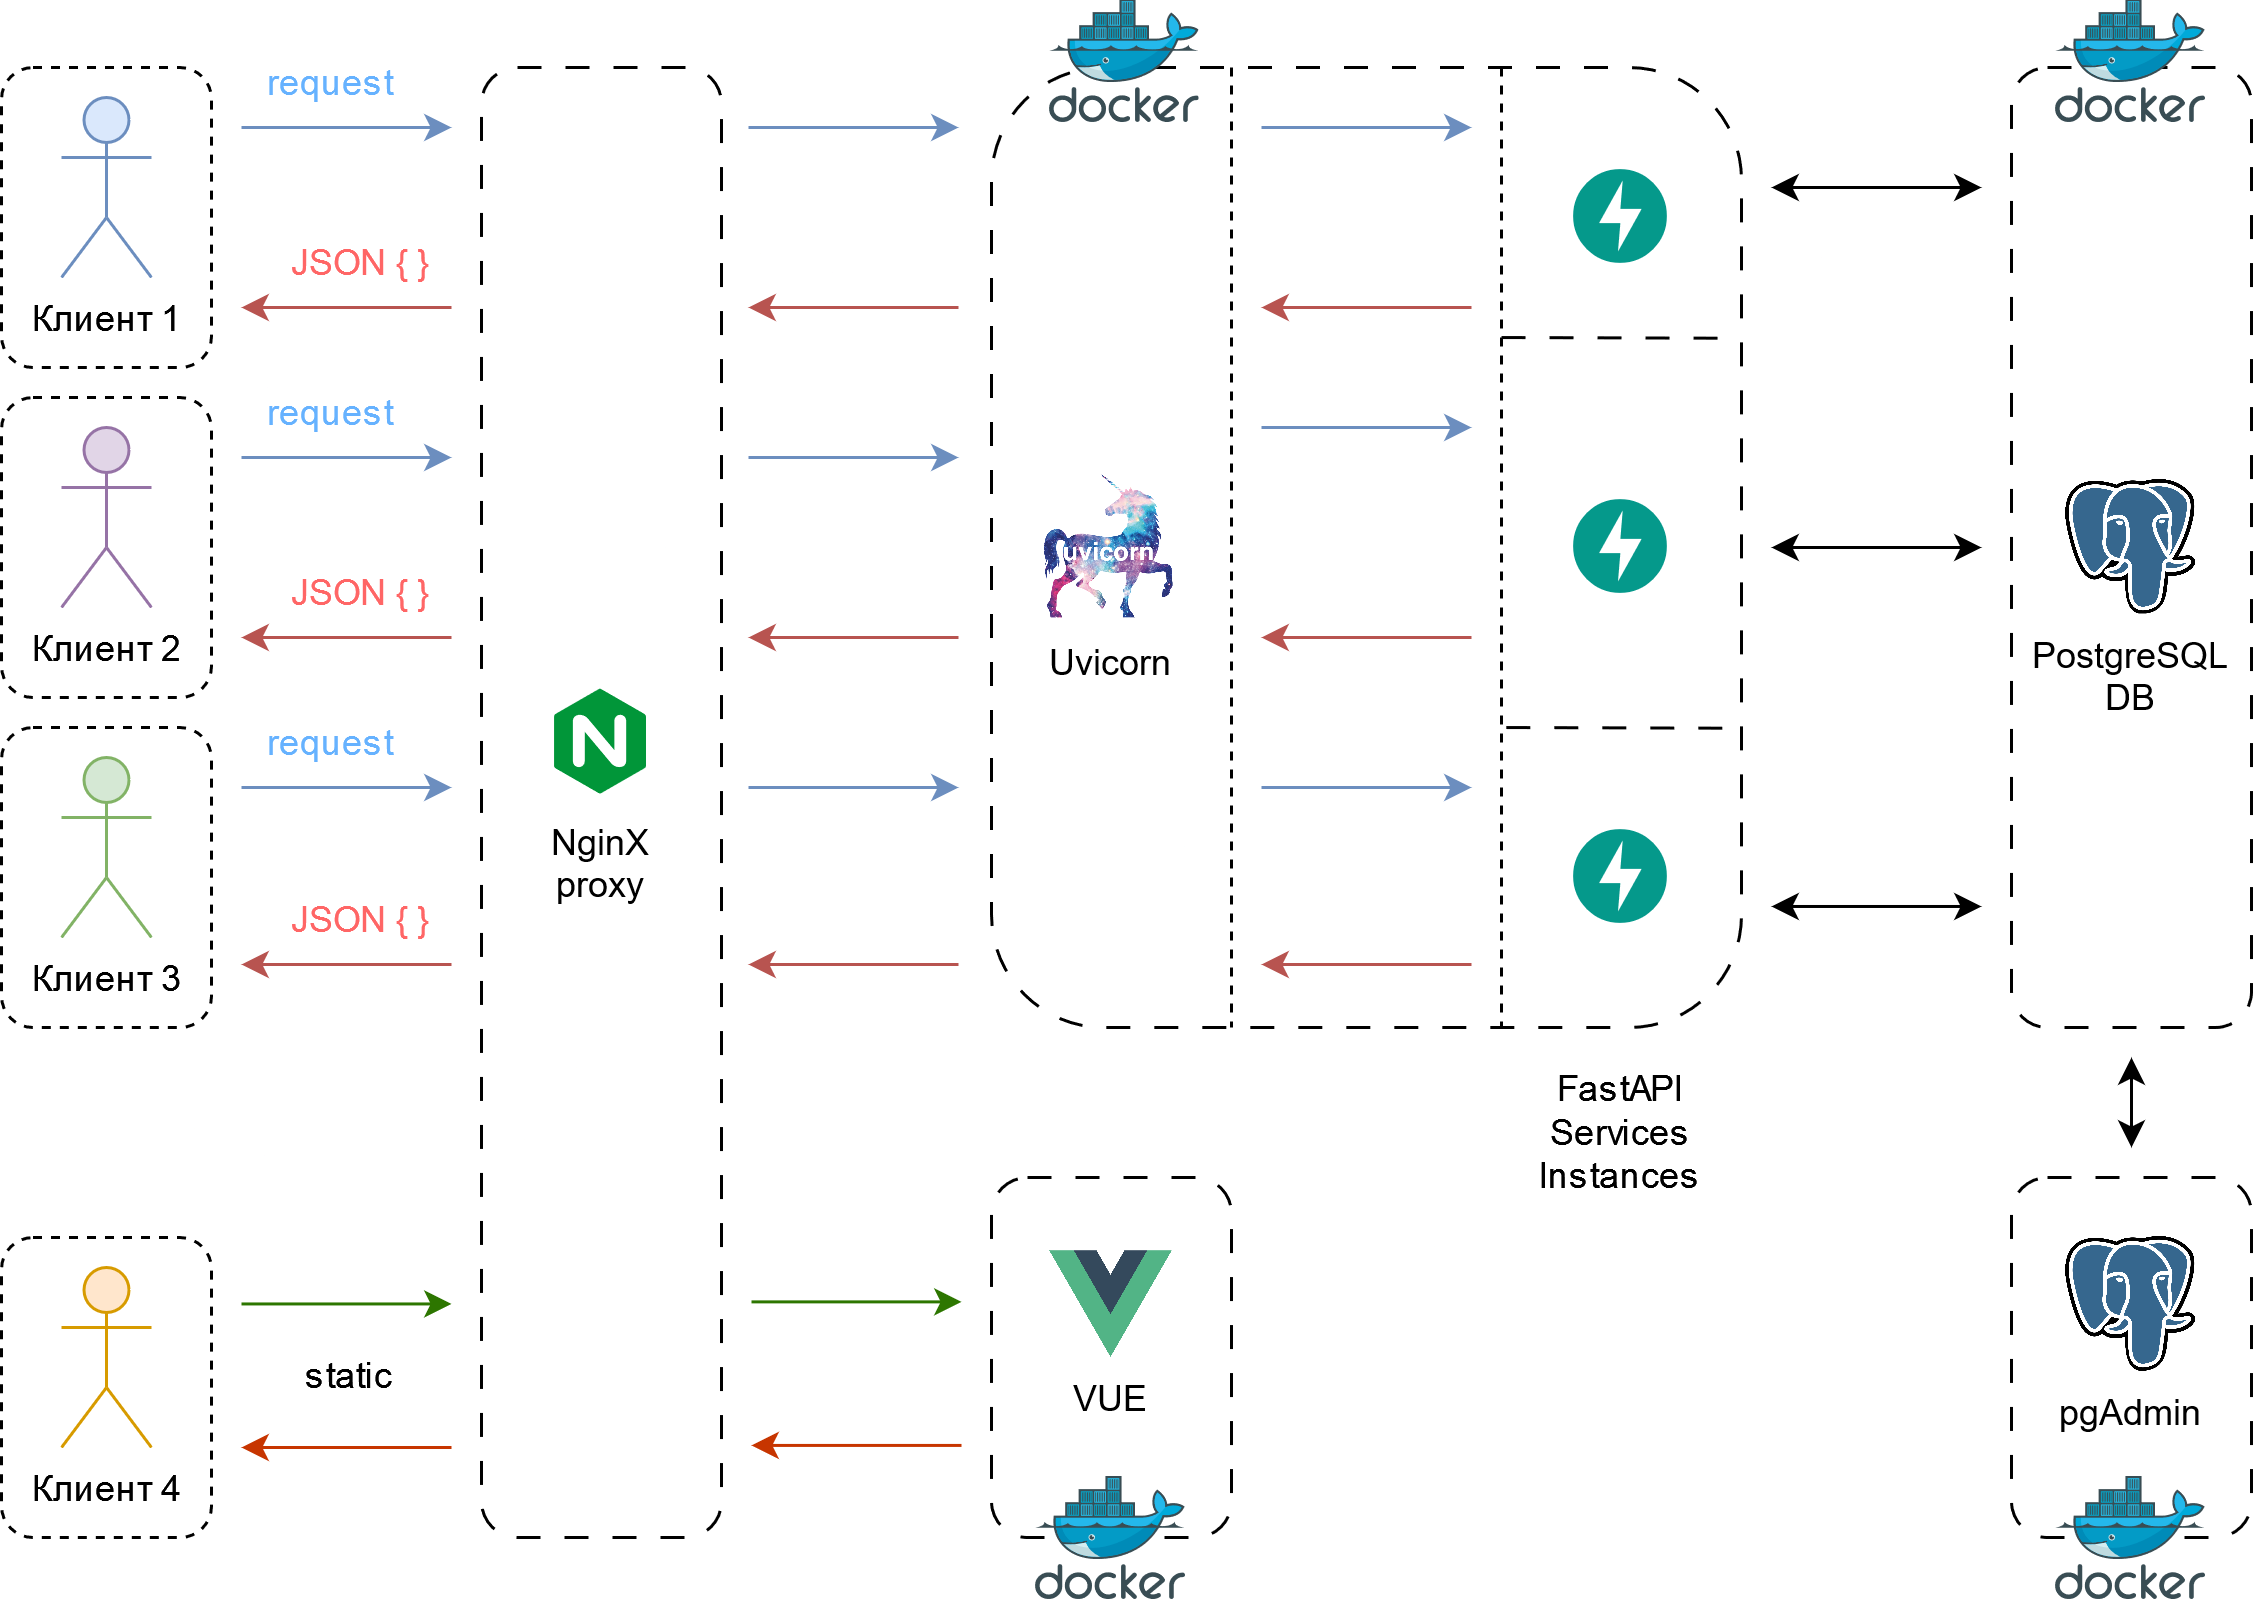 docker
docker
request
JSON { }
Клиент 1
request
JSON { }
Клиент 2
request
JSON { }
Клиент 3
NginX
proxy
uvicorn
Uvicorn
PostgreSQL
DB
FastAPI
Services
Instances
static
Клиент 4
VUE
docker
pgAdmin
docker